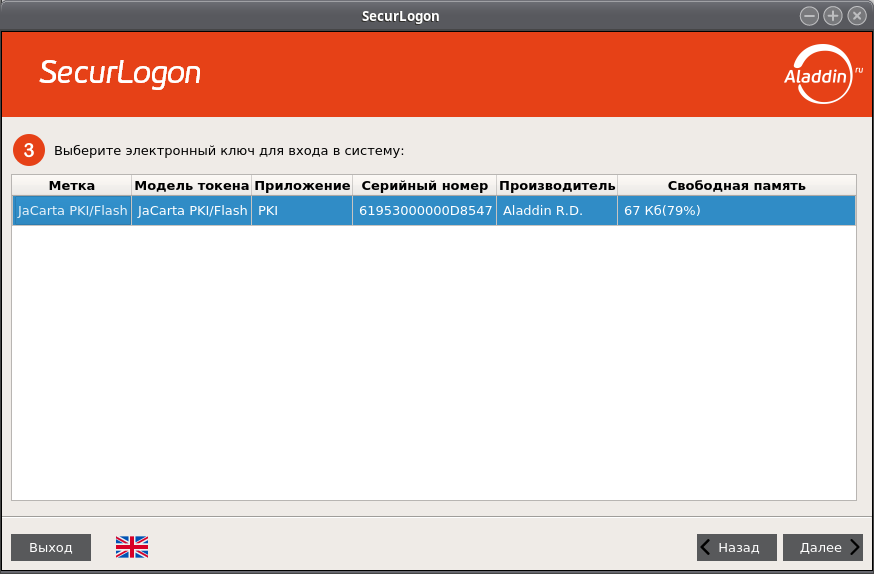 SecurLogon
SecurLogon
Aladdin ru
3 Выберите электронный ключ для входа в систему:
Метка Модель токена Приложение Серийный номер Производитель Свободная память
JaCarta PKI/Flash JaCarta PKI/Flash PKI 61953000000D8547 Aladdin R.D. 67 Кб(79%)
Выход Назад Далее